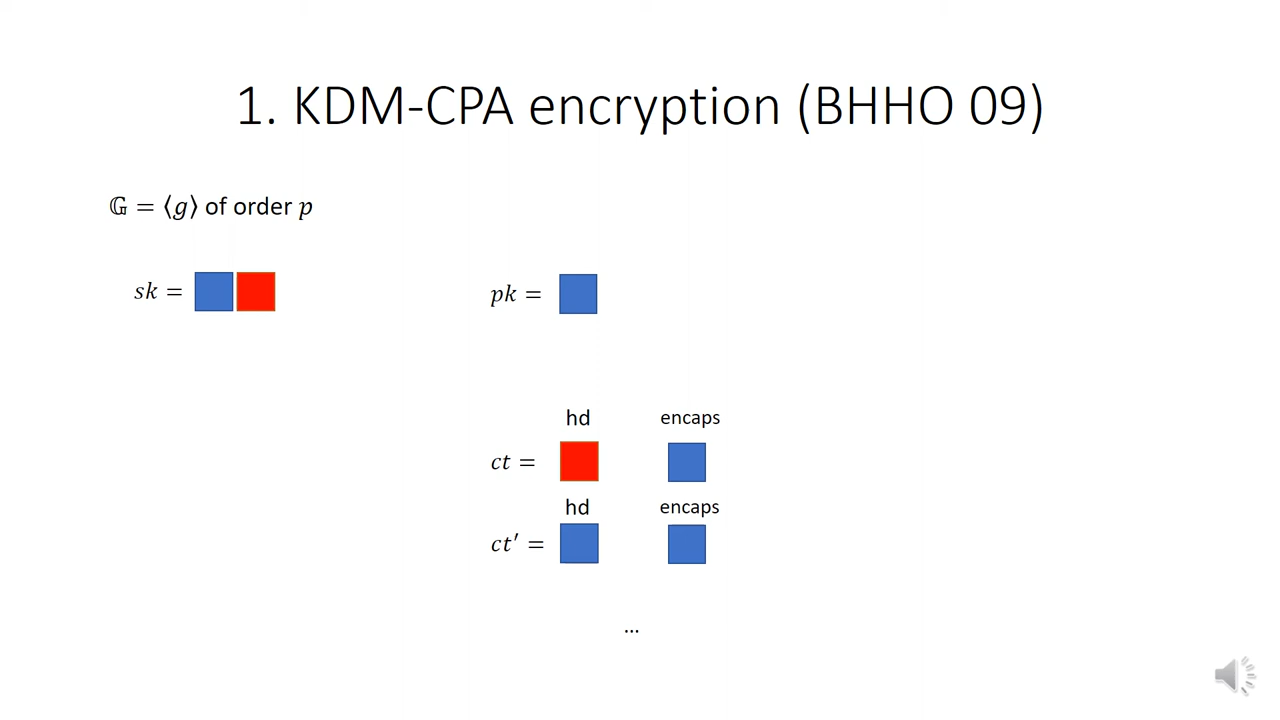 1. KDM-CPA encryption (BHHO 09)
𝔾 = ⟨g⟩ of order p
sk =
pk =
hd encaps
ct =
hd encaps
ct′ =
...